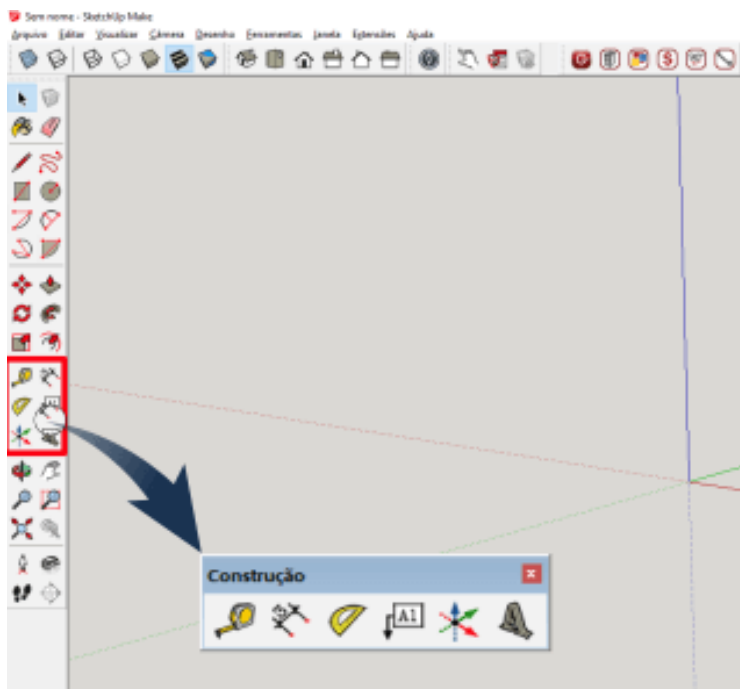 Sem nome - SketchUp Make
Arquivo Editar Visualizar Câmera Desenho Ferramentas Janela Extensões Ajuda
Construção
A1